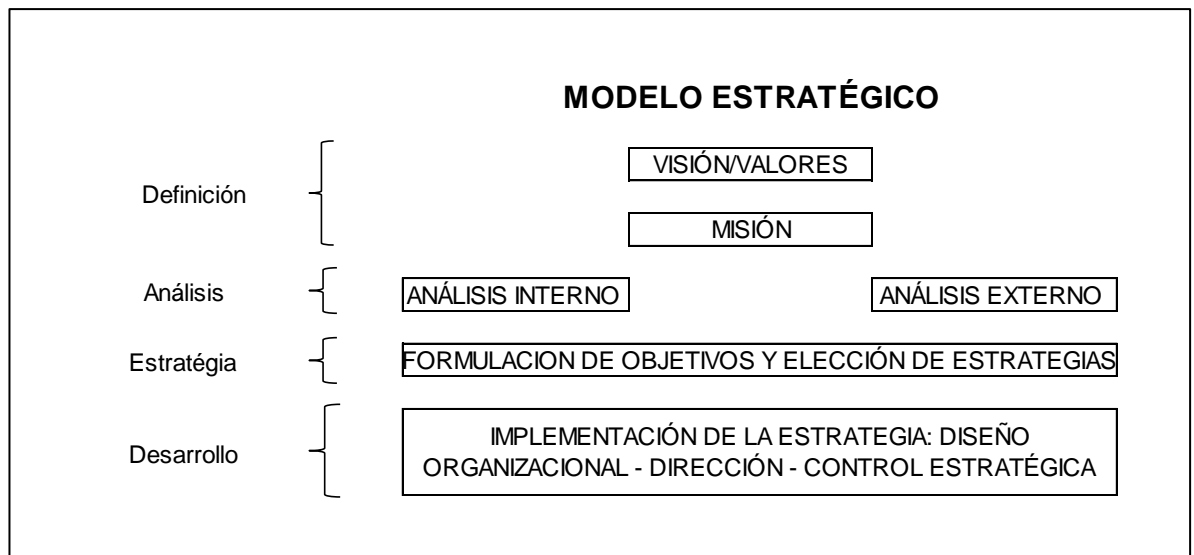 MODELO ESTRATÉGICO
Definición
VISIÓN/VALORES
MISIÓN
Análisis
ANÁLISIS INTERNO
ANÁLISIS EXTERNO
Estratégia
FORMULACION DE OBJETIVOS Y ELECCIÓN DE ESTRATEGIAS
Desarrollo
IMPLEMENTACIÓN DE LA ESTRATEGIA: DISEÑO
ORGANIZACIONAL - DIRECCIÓN - CONTROL ESTRATÉGICA